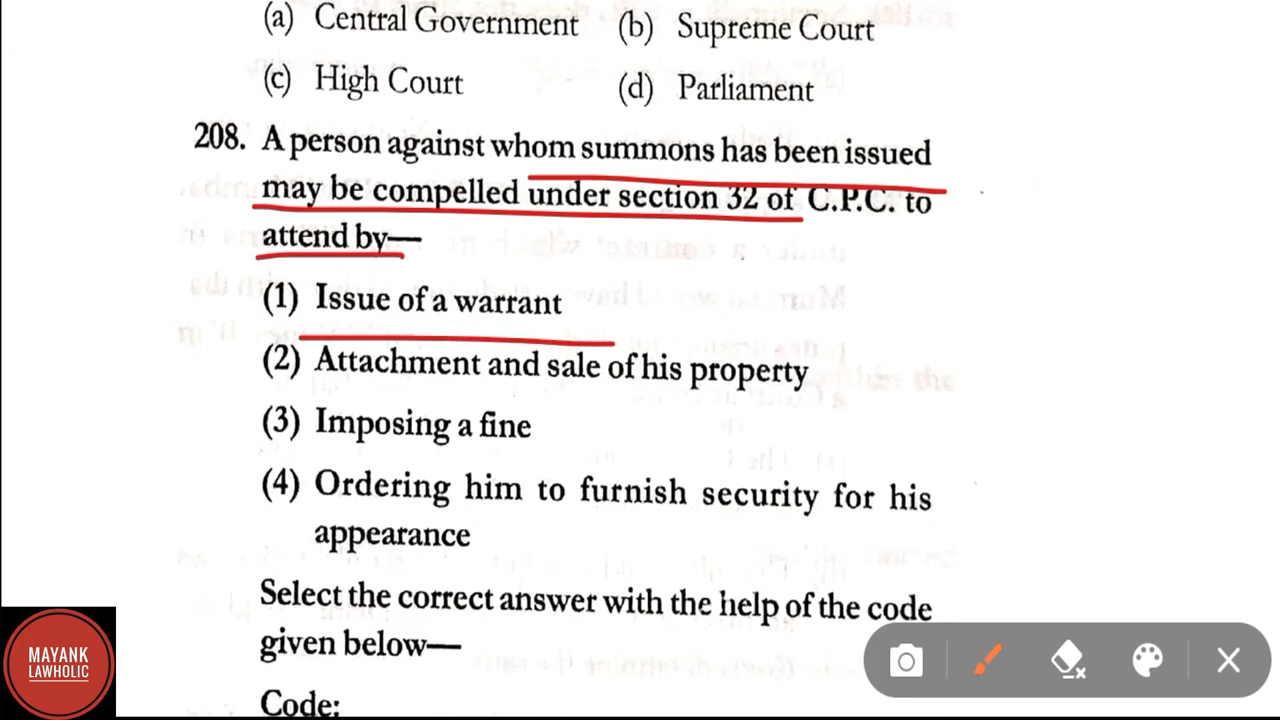 (a) Central Government (b) Supreme Court
(c) High Court (d) Parliament
208. A person against whom summons has been issued
may be compelled under section 32 of C.P.C. to
attend by—
(1) Issue of a warrant
(2) Attachment and sale of his property
(3) Imposing a fine
(4) Ordering him to furnish security for his
appearance
Select the correct answer with the help of the code
given below—
Code:
MAYANK
LAWHOLIC